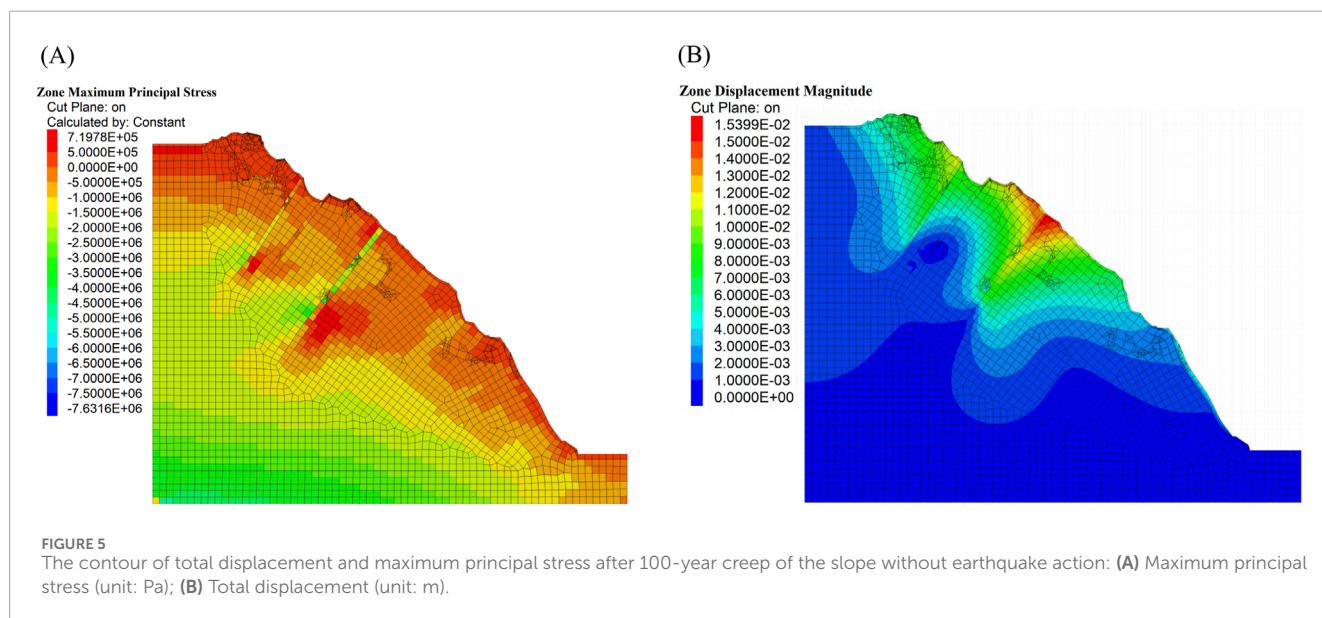 (A)
Zone Maximum Principal Stress
Cut Plane: on
Calculated by: Constant
7.1978E+05
5.0000E+05
0.0000E+00
-5.0000E+05
-1.0000E+06
-1.5000E+06
-2.0000E+06
-2.5000E+06
-3.0000E+06
-3.5000E+06
-4.0000E+06
-4.5000E+06
-5.0000E+06
-5.5000E+06
-6.0000E+06
-6.5000E+06
-7.0000E+06
-7.5000E+06
-7.6316E+06
(B)
Zone Displacement Magnitude
Cut Plane: on
1.5399E-02
1.5000E-02
1.4000E-02
1.3000E-02
1.2000E-02
1.1000E-02
1.0000E-02
9.0000E-03
8.0000E-03
7.0000E-03
6.0000E-03
5.0000E-03
4.0000E-03
3.0000E-03
2.0000E-03
1.0000E-03
0.0000E+00
FIGURE 5
The contour of total displacement and maximum principal stress after 100-year creep of the slope without earthquake action: (A) Maximum principal
stress (unit: Pa); (B) Total displacement (unit: m).